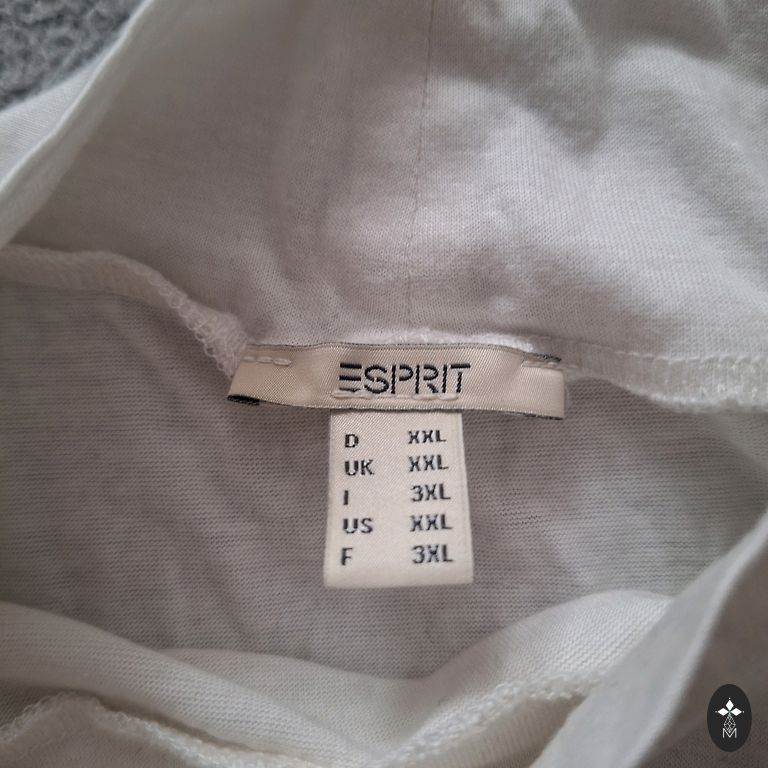 ESPRIT
D XXL
UK XXL
I 3XL
US XXL
F 3XL
M